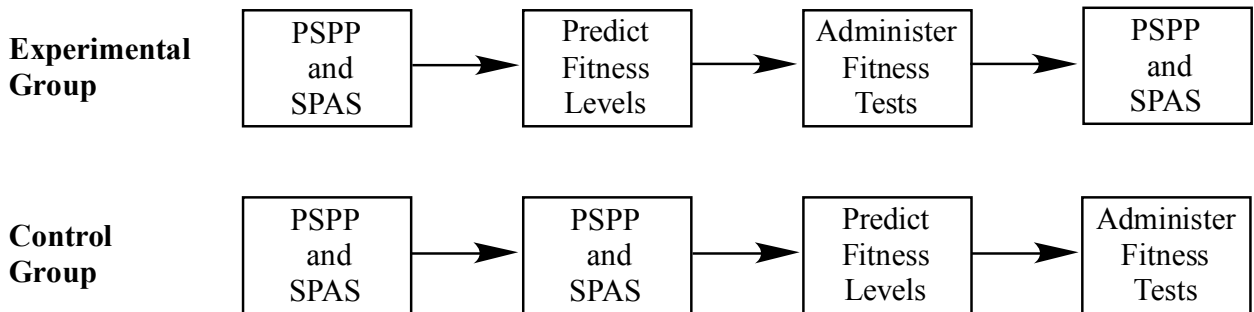 Experimental
Group
PSPP
and
SPAS
Predict
Fitness
Levels
Administer
Fitness
Tests
PSPP
and
SPAS
Control
Group
PSPP
and
SPAS
PSPP
and
SPAS
Predict
Fitness
Levels
Administer
Fitness
Tests